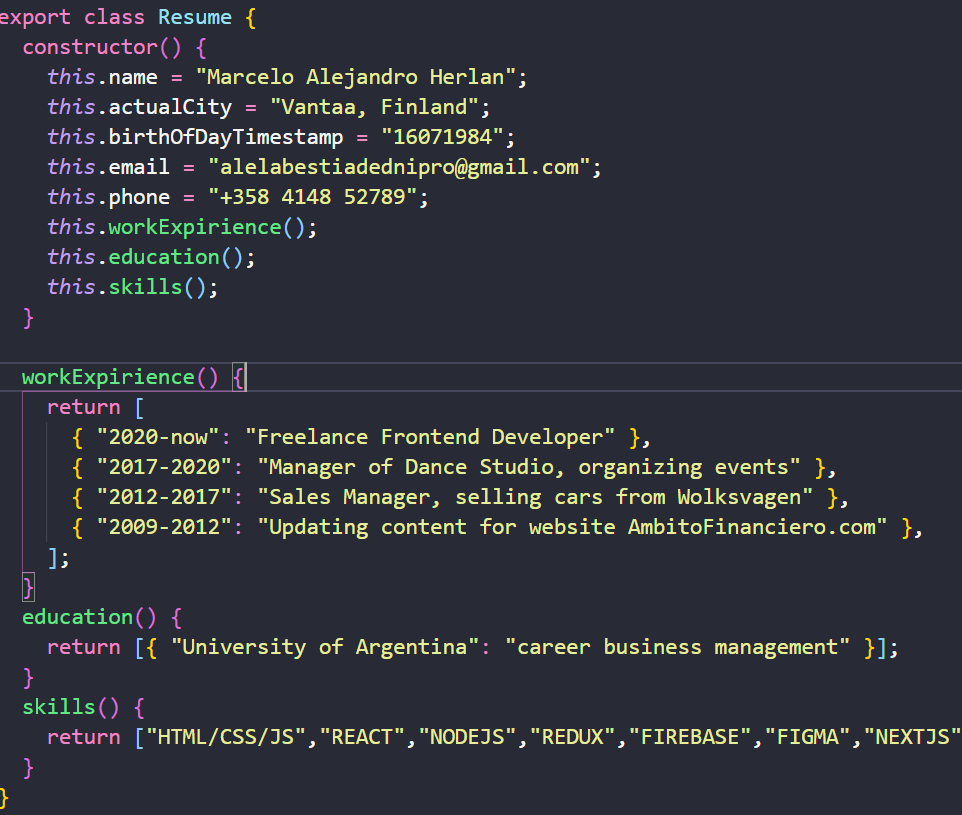 export class Resume {
  constructor() {
    this.name = "Marcelo Alejandro Herlan";
    this.actualCity = "Vantaa, Finland";
    this.birthOfDayTimestamp = "16071984";
    this.email = "alelabestiadednipro@gmail.com";
    this.phone = "+358 4148 52789";
    this.workExpirience();
    this.education();
    this.skills();
  }

  workExpirience() {
    return [
      { "2020-now": "Freelance Frontend Developer" },
      { "2017-2020": "Manager of Dance Studio, organizing events" },
      { "2012-2017": "Sales Manager, selling cars from Wolksvagen" },
      { "2009-2012": "Updating content for website AmbitoFinanciero.com" },
    ];
  }
  education() {
    return [{ "University of Argentina": "career business management" }];
  }
  skills() {
    return ["HTML/CSS/JS","REACT","NODEJS","REDUX","FIREBASE","FIGMA","NEXTJS"
  }
}